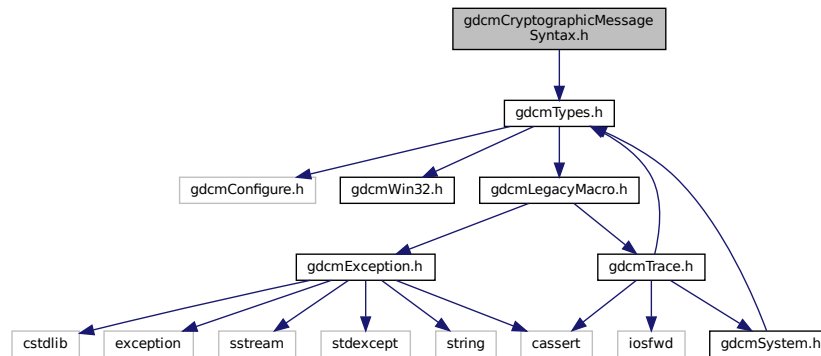 gdcmCryptographicMessage
Syntax.h
gdcmTypes.h
gdcmConfigure.h
gdcmWin32.h
gdcmLegacyMacro.h
gdcmException.h
gdcmTrace.h
cstdlib
exception
sstream
stdexcept
string
cassert
iosfwd
gdcmSystem.h